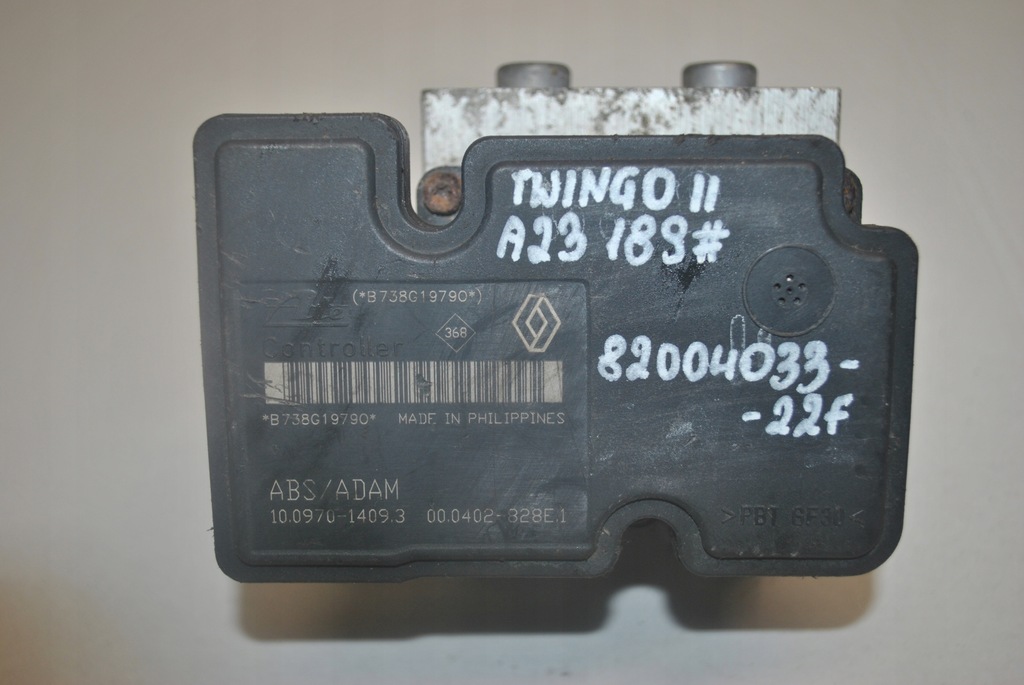 TWINGO II
A23 189#
(*B738G19790*)
368
Controller
82004033-
-22F
*B738G19790* MADE IN PHILIPPINES
ABS/ADAM
10.0970-1409.3 00.0402-828E.1
>PBT GF30<